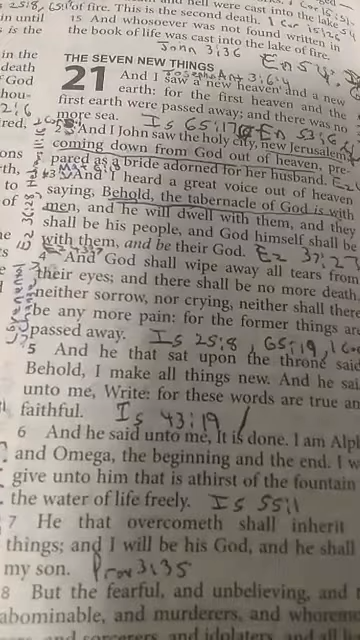 of fire. This is the second death.
15 And whosoever was not found written in
the book of life was cast into the lake of fire.
John 3:36
THE SEVEN NEW THINGS
21 And I saw a new heaven and a new
earth: for the first heaven and the
first earth were passed away; and there was no
more sea. Is 65:17
And I John saw the holy city, new Jerusalem,
coming down from God out of heaven, pre-
pared as a bride adorned for her husband.
And I heard a great voice out of heaven
saying, Behold, the tabernacle of God is with
men, and he will dwell with them, and they
shall be his people, and God himself shall be
with them, and be their God. Ez 37:27
And God shall wipe away all tears from
their eyes; and there shall be no more death,
neither sorrow, nor crying, neither shall there
be any more pain: for the former things are
passed away. Is 25:8, 65:19,
5 And he that sat upon the throne said
Behold, I make all things new. And he sai
unto me, Write: for these words are true an
faithful. Is 43:19
6 And he said unto me, It is done. I am Alph
and Omega, the beginning and the end. I w
give unto him that is athirst of the fountain
the water of life freely. Is 55:1
7 He that overcometh shall inherit
things; and I will be his God, and he shall
my son. Prov 3:35
8 But the fearful, and unbelieving, and t
abominable, and murderers, and whorem
and sorcerers and idolaters and all